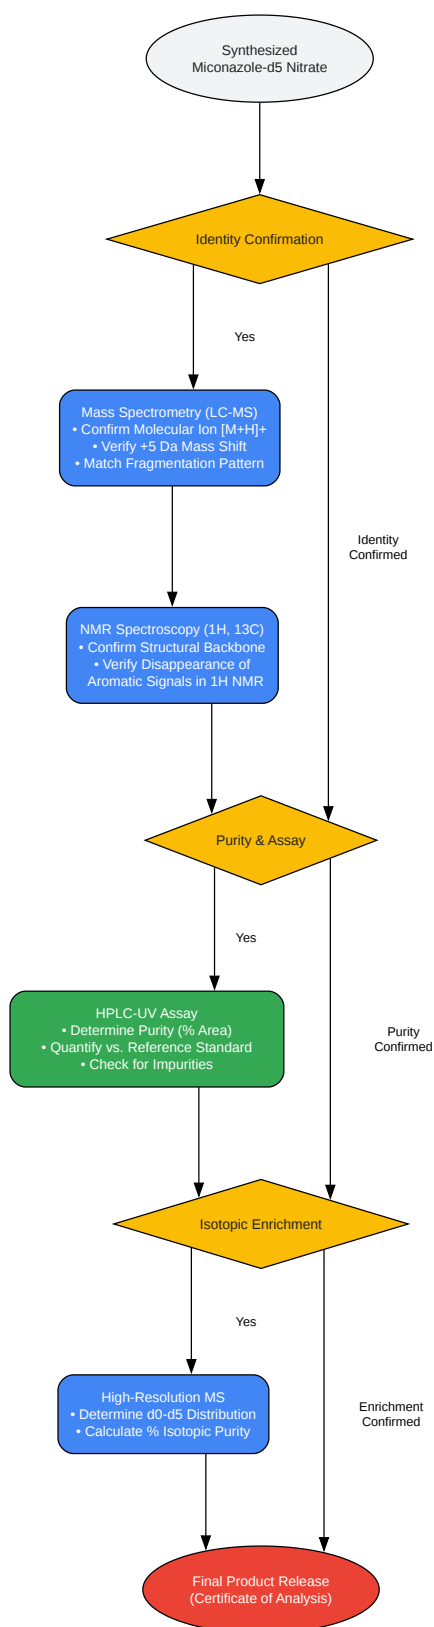 Synthesized
Miconazole-d5 Nitrate
Identity Confirmation
Yes
Mass Spectrometry (LC-MS)
• Confirm Molecular Ion [M+H]+
• Verify +5 Da Mass Shift
• Match Fragmentation Pattern
Identity
Confirmed
NMR Spectroscopy (1H, 13C)
• Confirm Structural Backbone
• Verify Disappearance of
Aromatic Signals in 1H NMR
Purity & Assay
Yes
HPLC-UV Assay
• Determine Purity (% Area)
• Quantify vs. Reference Standard
• Check for Impurities
Purity
Confirmed
Isotopic Enrichment
Yes
High-Resolution MS
• Determine d0-d5 Distribution
• Calculate % Isotopic Purity
Enrichment
Confirmed
Final Product Release
(Certificate of Analysis)